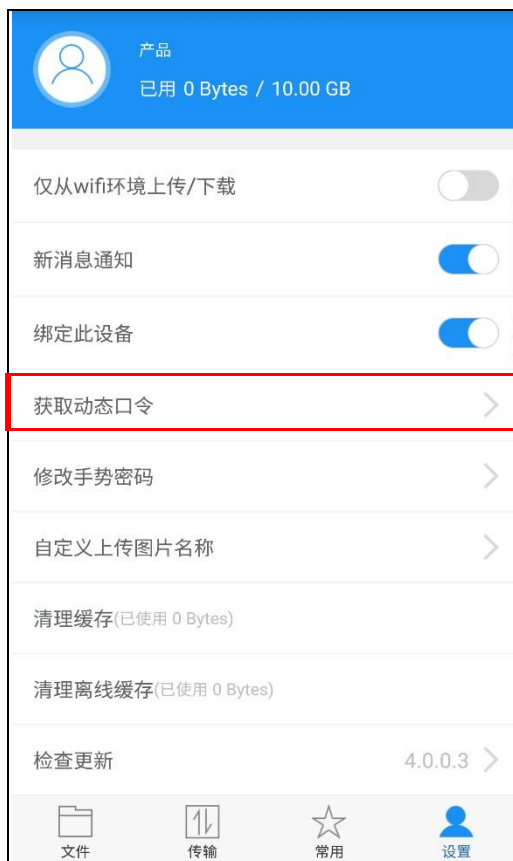 产品
已用 0 Bytes / 10.00 GB
仅从wifi环境上传/下载
新消息通知
绑定此设备
获取动态口令
修改手势密码
自定义上传图片名称
清理缓存(已使用 0 Bytes)
清理离线缓存(已使用 0 Bytes)
检查更新 4.0.0.3
文件 传输 常用 设置